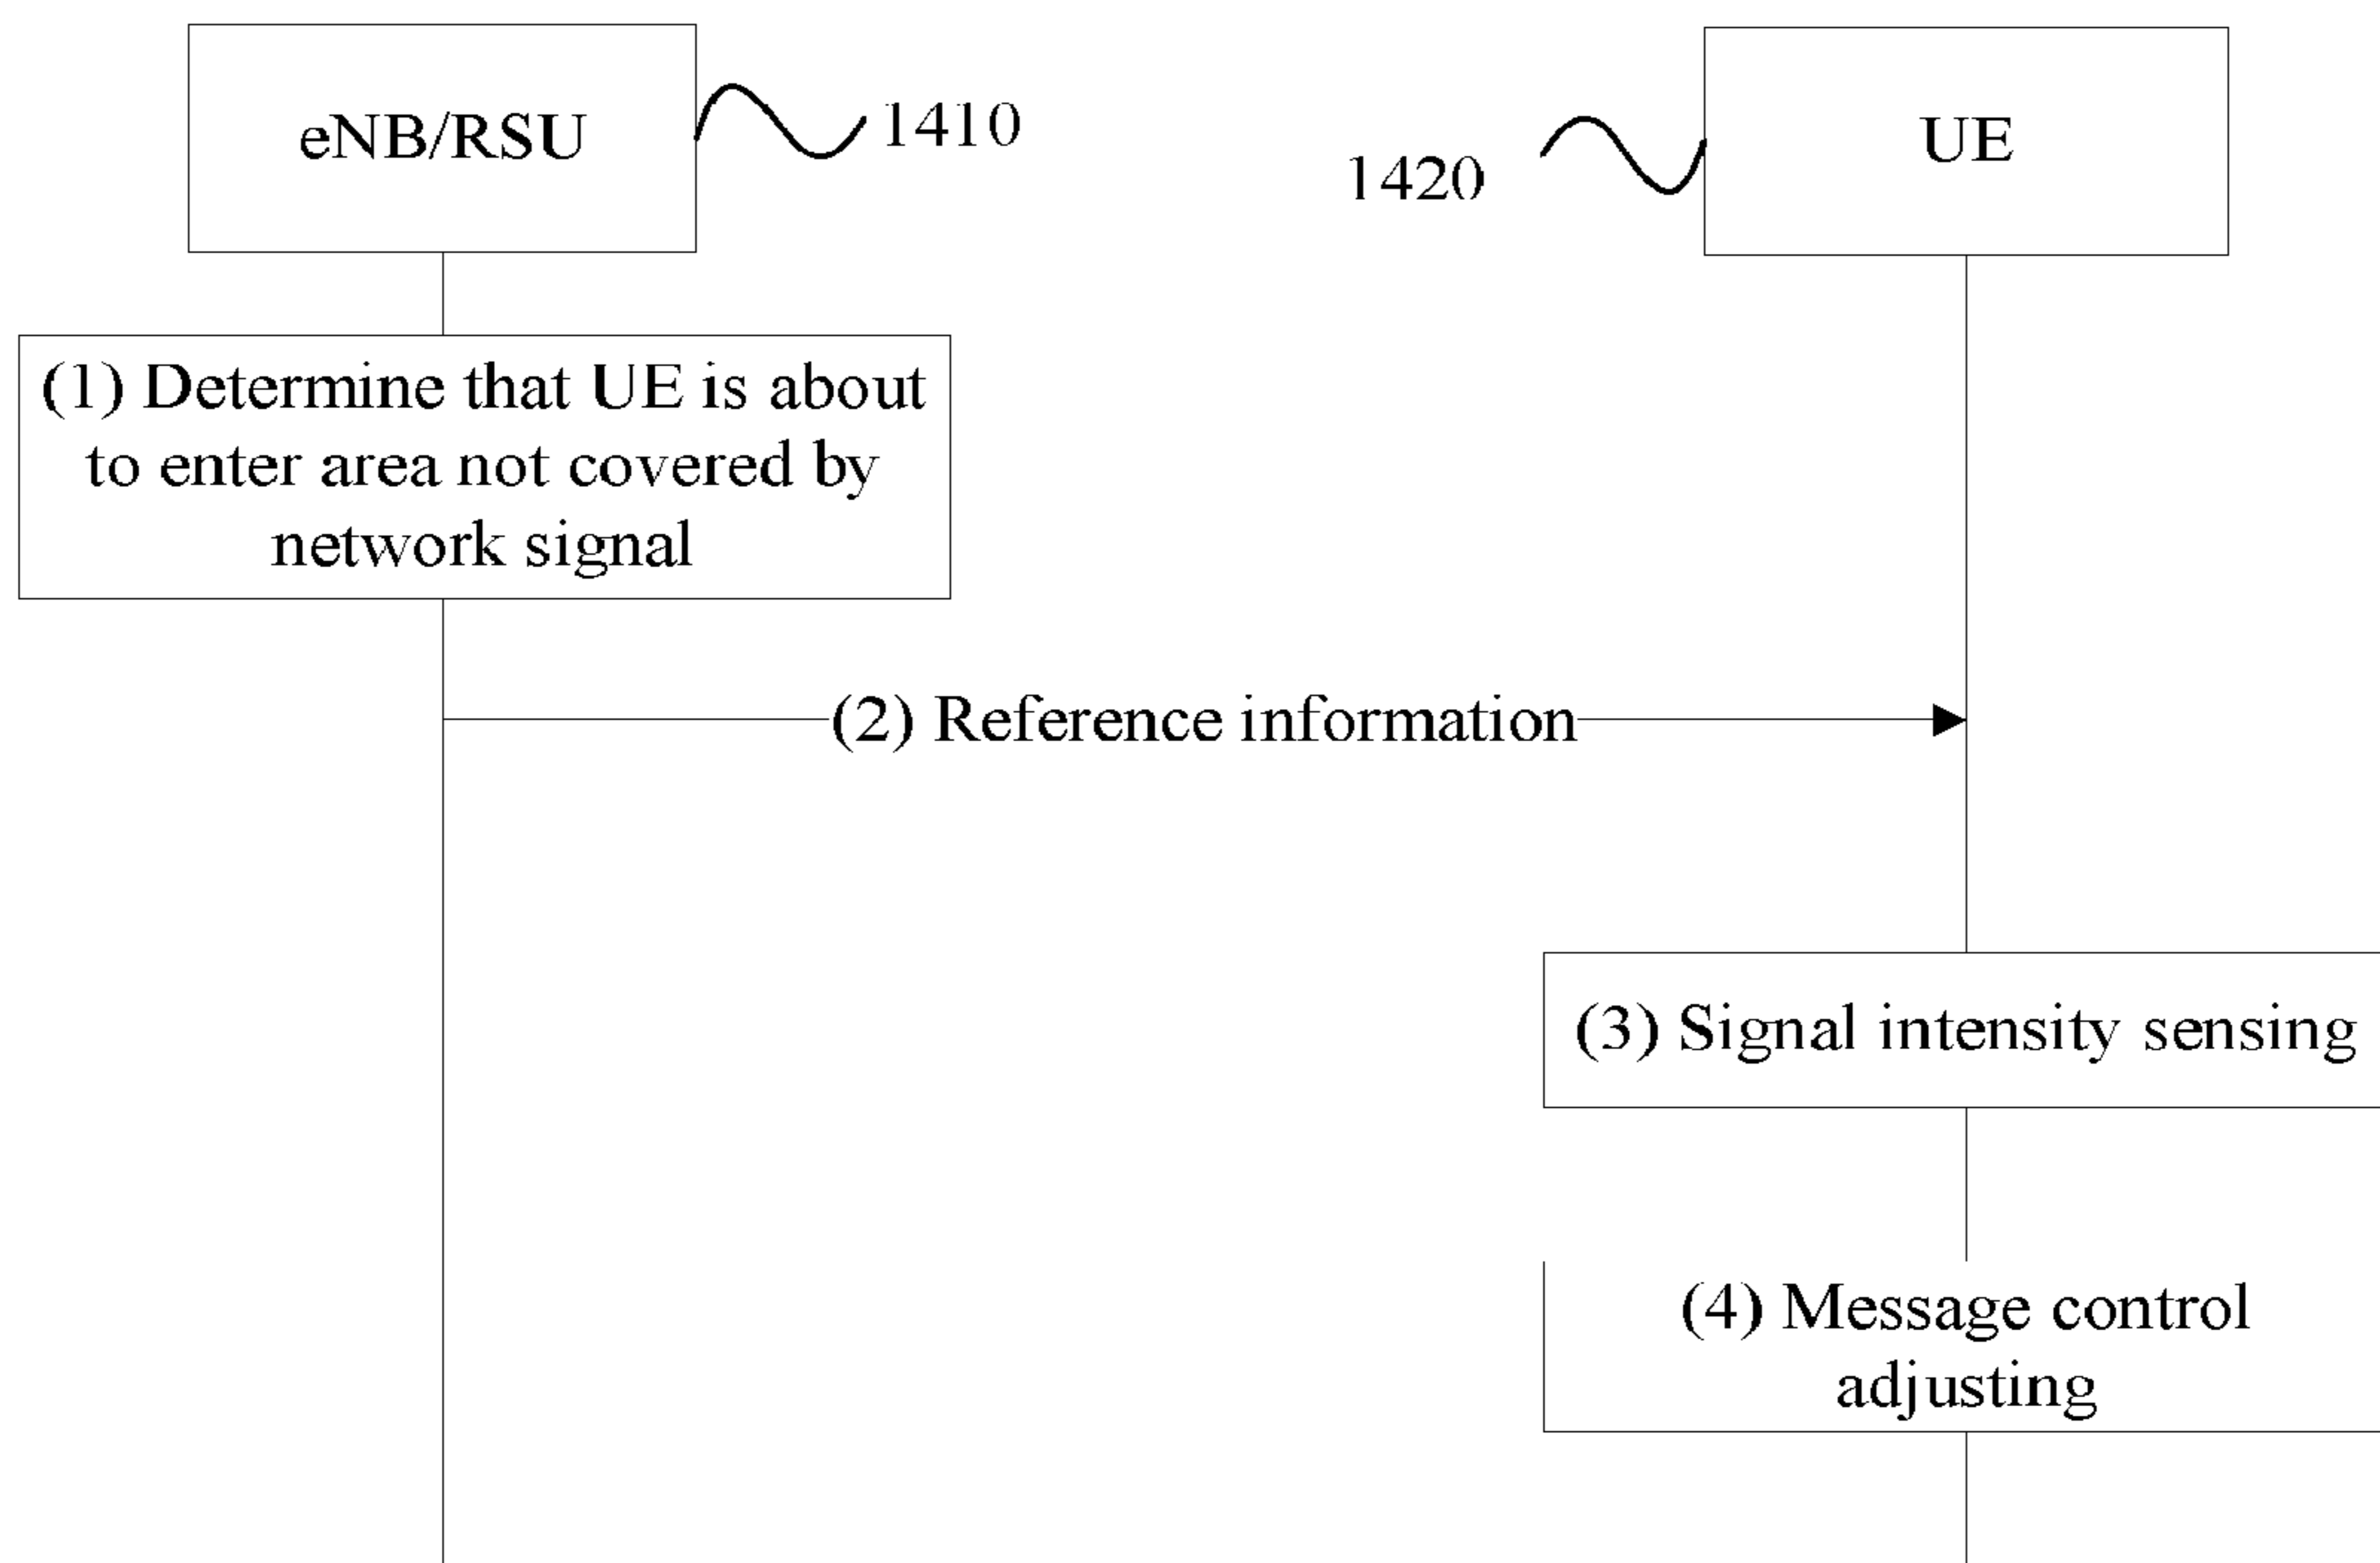 eNB/RSU
1410
1420
UE
(1) Determine that UE is about
to enter area not covered by
network signal
(2) Reference information
(3) Signal intensity sensing
(4) Message control
adjusting